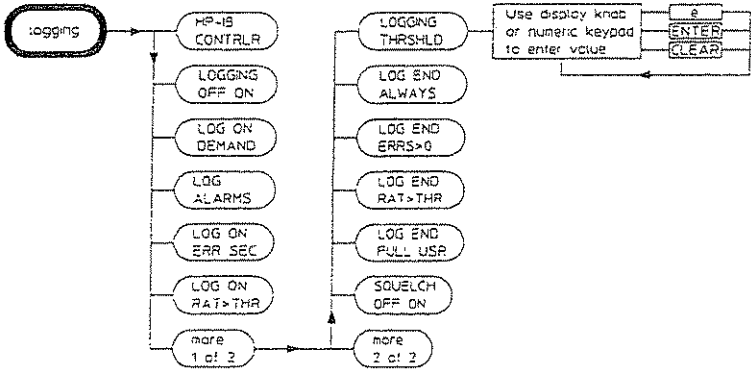 Logging
HP-IB
CONTRLR
LOGGING
OFF ON
LOG ON
DEMAND
LOG
ALARMS
LOG ON
ERR SEC
LOG ON
RAT>THR
more
1 of 2
LOGGING
THRSHLD
LOG END
ALWAYS
LOG END
ERRS>0
LOG END
RAT>THR
LOG END
FULL USR
SQUELCH
OFF ON
more
2 of 2
Use display knob
or numeric keypad
to enter value
e
ENTER
CLEAR